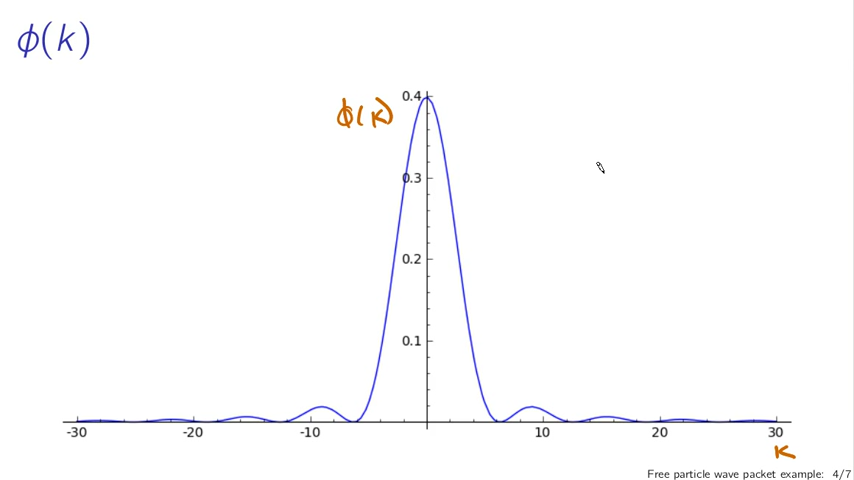 ϕ(k)
ϕ(k)
0.4
0.3
0.2
0.1
-30 -20 -10 10 20 30
k
Free particle wave packet example: 4/7